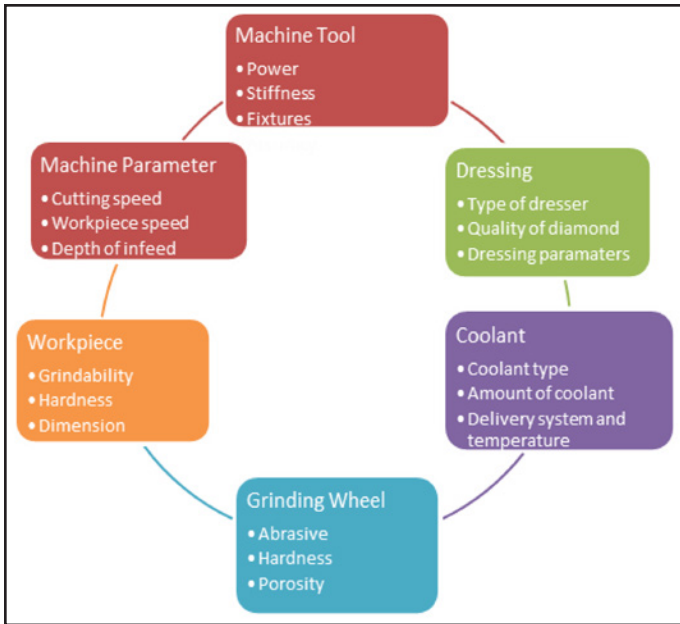 Machine Tool
• Power
• Stiffness
• Fixtures
Machine Parameter
• Cutting speed
• Workpiece speed
• Depth of infeed
Dressing
• Type of dresser
• Quality of diamond
• Dressing paramaters
Workpiece
• Grindability
• Hardness
• Dimension
Coolant
• Coolant type
• Amount of coolant
• Delivery system and
temperature
Grinding Wheel
• Abrasive
• Hardness
• Porosity